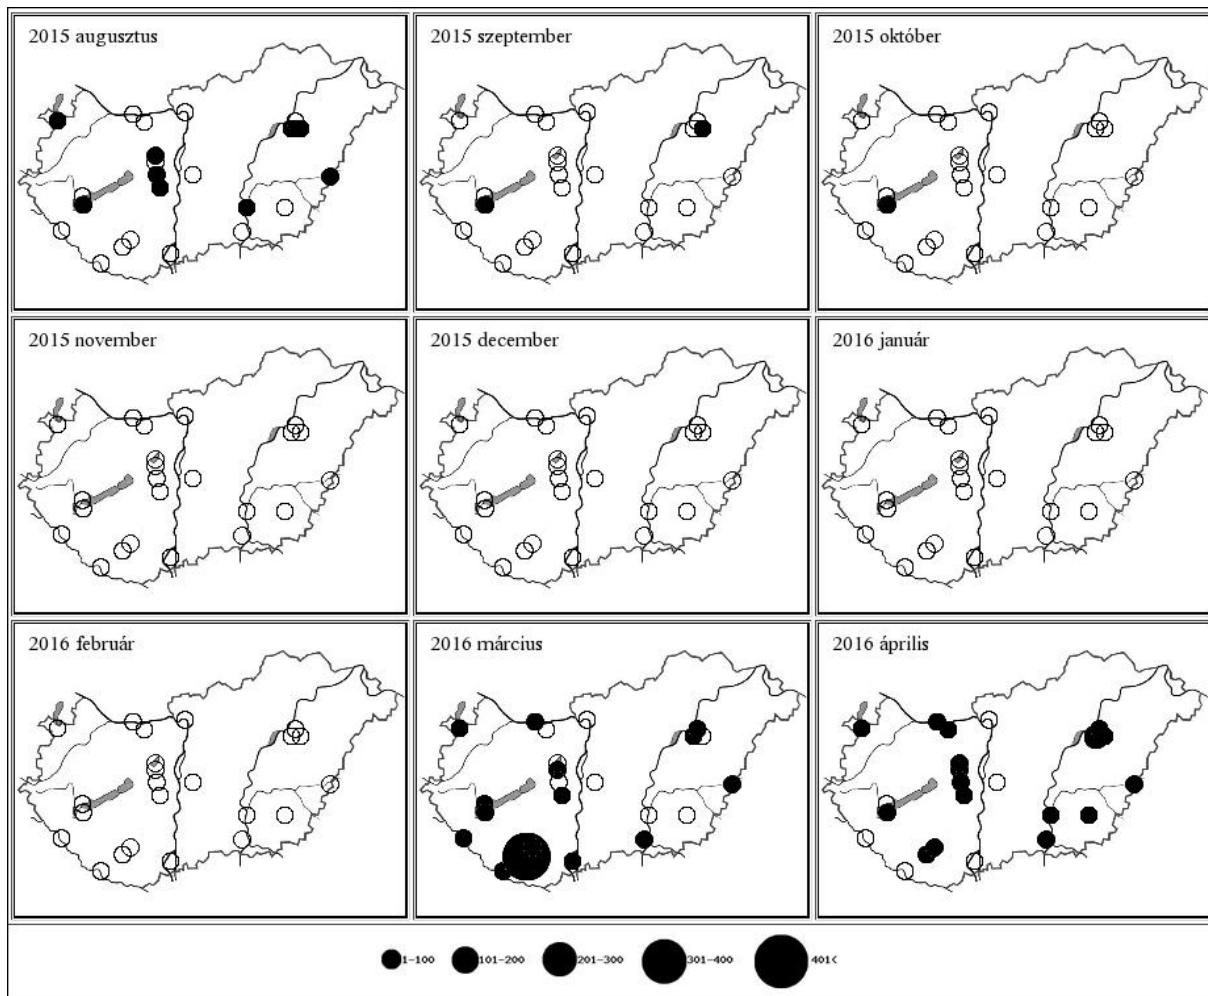 2015 augusztus
2015 szeptember
2015 október
2015 november
2015 december
2016 január
2016 február
2016 március
2016 április
1-100
101-200
201-300
301-400
401<